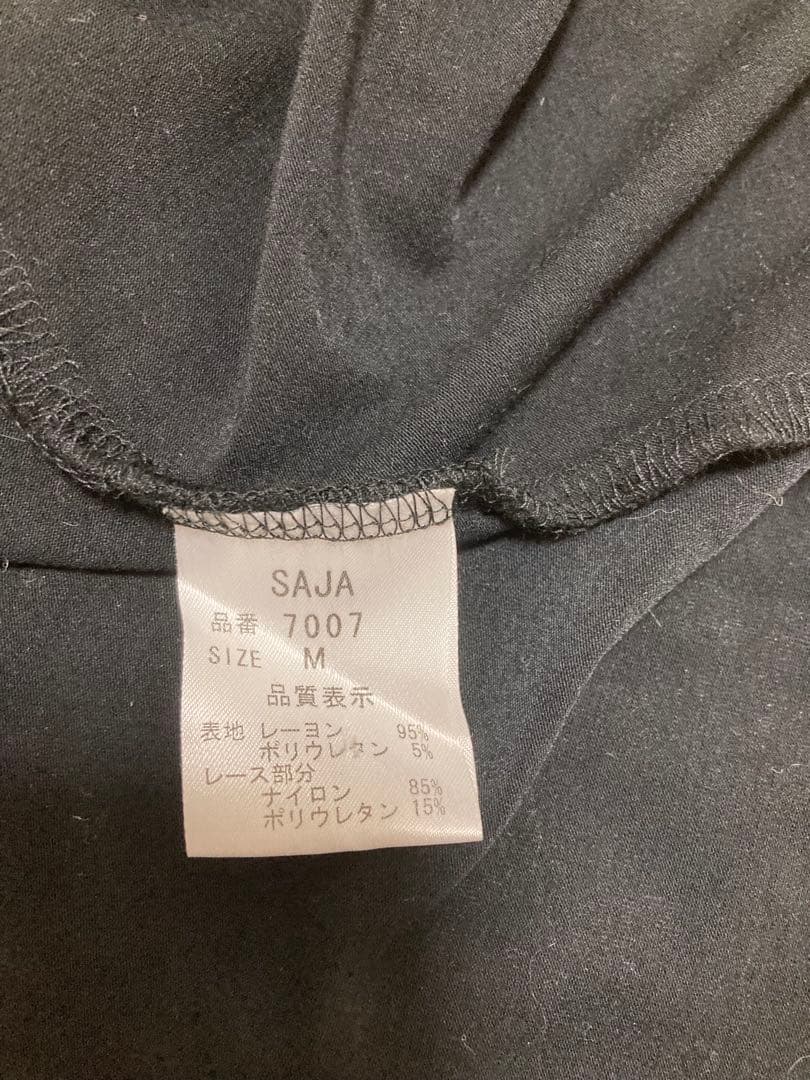 SAJA
品番 7007
SIZE M
品質表示
表地 レーヨン 95%
ポリウレタン 5%
レース部分
ナイロン 85%
ポリウレタン 15%